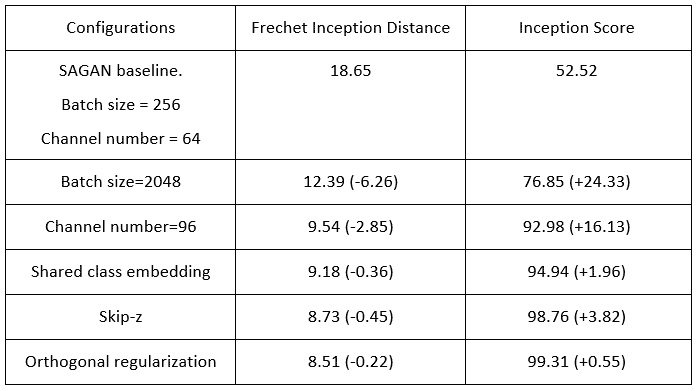 Configurations Frechet Inception Distance Inception Score
SAGAN baseline. 18.65 52.52
Batch size = 256
Channel number = 64
Batch size=2048 12.39 (-6.26) 76.85 (+24.33)
Channel number=96 9.54 (-2.85) 92.98 (+16.13)
Shared class embedding 9.18 (-0.36) 94.94 (+1.96)
Skip-z 8.73 (-0.45) 98.76 (+3.82)
Orthogonal regularization 8.51 (-0.22) 99.31 (+0.55)